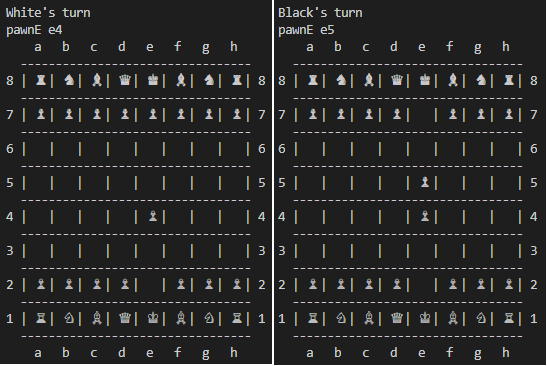 White's turn
pawnE e4
a b c d e f g h
8 | ♜ | ♞ | ♝ | ♛ | ♚ | ♝ | ♞ | ♜ | 8
7 | ♟ | ♟ | ♟ | ♟ | ♟ | ♟ | ♟ | ♟ | 7
6 | | | | | | | | | 6
5 | | | | | | | | | 5
4 | | | | | ♙ | | | | 4
3 | | | | | | | | | 3
2 | ♙ | ♙ | ♙ | ♙ | | ♙ | ♙ | ♙ | 2
1 | ♖ | ♘ | ♗ | ♕ | ♔ | ♗ | ♘ | ♖ | 1
a b c d e f g h
Black's turn
pawnE e5
a b c d e f g h
8 | ♜ | ♞ | ♝ | ♛ | ♚ | ♝ | ♞ | ♜ | 8
7 | ♟ | ♟ | ♟ | ♟ | | ♟ | ♟ | ♟ | 7
6 | | | | | | | | | 6
5 | | | | | ♟ | | | | 5
4 | | | | | ♙ | | | | 4
3 | | | | | | | | | 3
2 | ♙ | ♙ | ♙ | ♙ | | ♙ | ♙ | ♙ | 2
1 | ♖ | ♘ | ♗ | ♕ | ♔ | ♗ | ♘ | ♖ | 1
a b c d e f g h